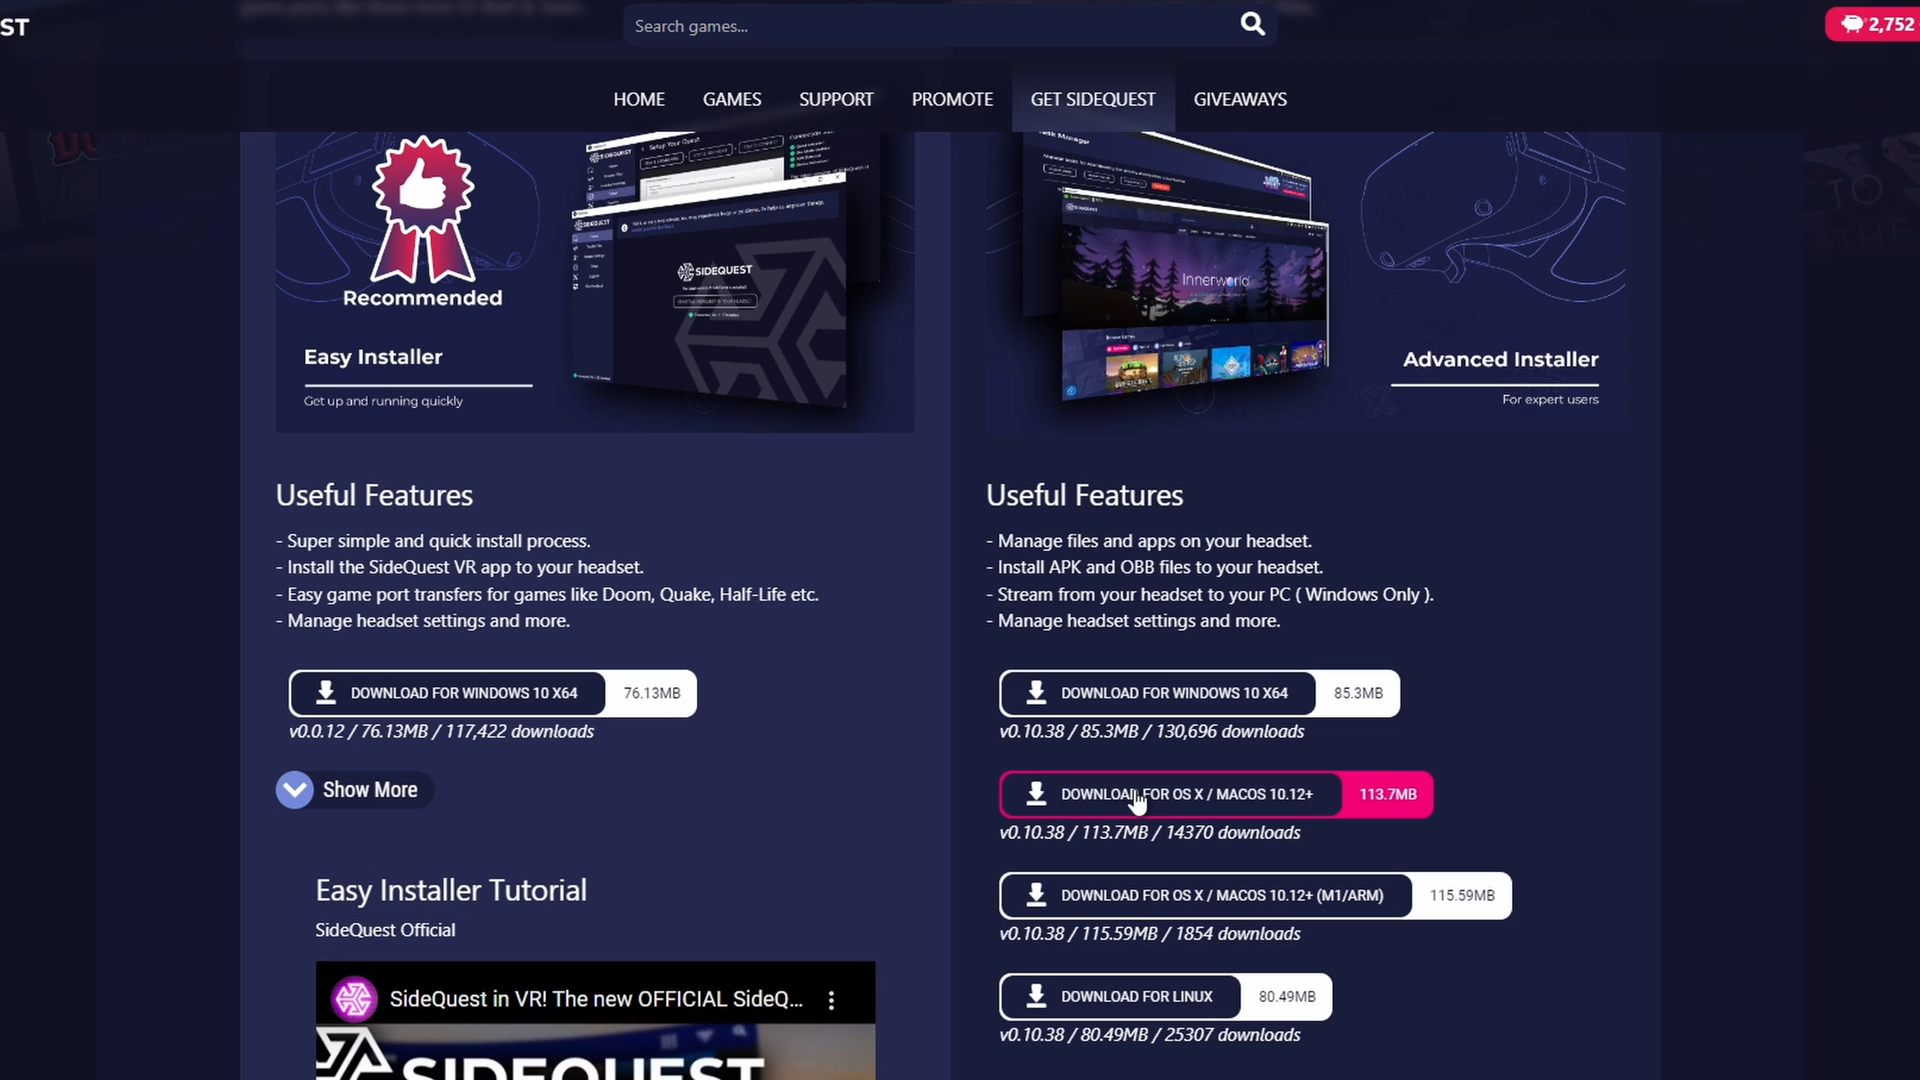 ST
Search games...
2,752
HOME
GAMES
SUPPORT
PROMOTE
GET SIDEQUEST
GIVEAWAYS
Recommended
Easy Installer
Get up and running quickly
SIDEQUEST
Setup Your Quest
Innerworld
Advanced Installer
For expert users
Useful Features
- Super simple and quick install process.
- Install the SideQuest VR app to your headset.
- Easy game port transfers for games like Doom, Quake, Half-Life etc.
- Manage headset settings and more.
DOWNLOAD FOR WINDOWS 10 X64
76.13MB
v0.0.12 / 76.13MB / 117,422 downloads
Show More
Easy Installer Tutorial
SideQuest Official
SideQuest in VR! The new OFFICIAL SideQ...
SIDEQUEST
Useful Features
- Manage files and apps on your headset.
- Install APK and OBB files to your headset.
- Stream from your headset to your PC ( Windows Only ).
- Manage headset settings and more.
DOWNLOAD FOR WINDOWS 10 X64
85.3MB
v0.10.38 / 85.3MB / 130,696 downloads
DOWNLOAD FOR OS X / MACOS 10.12+
113.7MB
v0.10.38 / 113.7MB / 14370 downloads
DOWNLOAD FOR OS X / MACOS 10.12+ (M1/ARM)
115.59MB
v0.10.38 / 115.59MB / 1854 downloads
DOWNLOAD FOR LINUX
80.49MB
v0.10.38 / 80.49MB / 25307 downloads